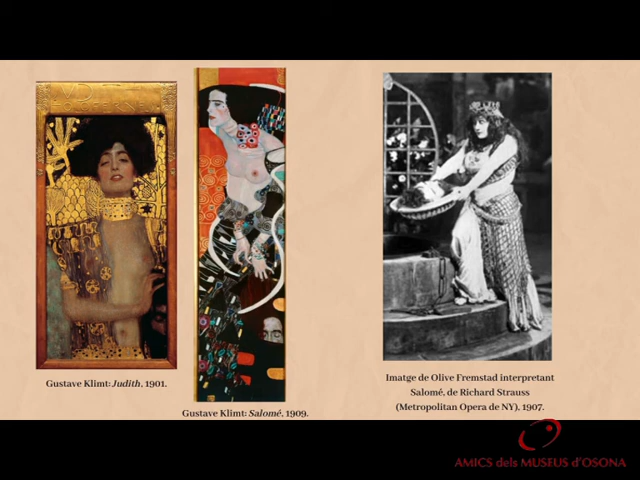 Gustave Klimt: Judith, 1901.
Gustave Klimt: Salomé, 1909.
Imatge de Olive Fremstad interpretant
Salomé, de Richard Strauss
(Metropolitan Opera de NY), 1907.
AMICS dels MUSEUS d'OSONA